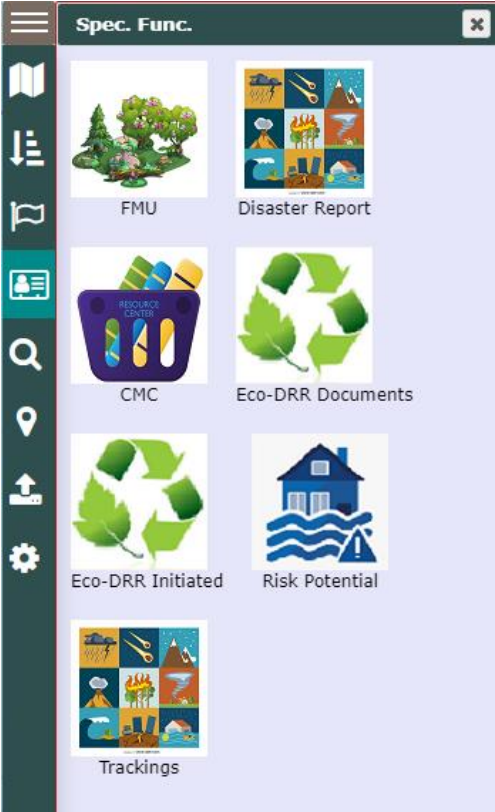 Spec. Func.
FMU
Disaster Report
RESOURCE
CENTER
CMC
Eco-DRR Documents
Eco-DRR Initiated
Risk Potential
Trackings